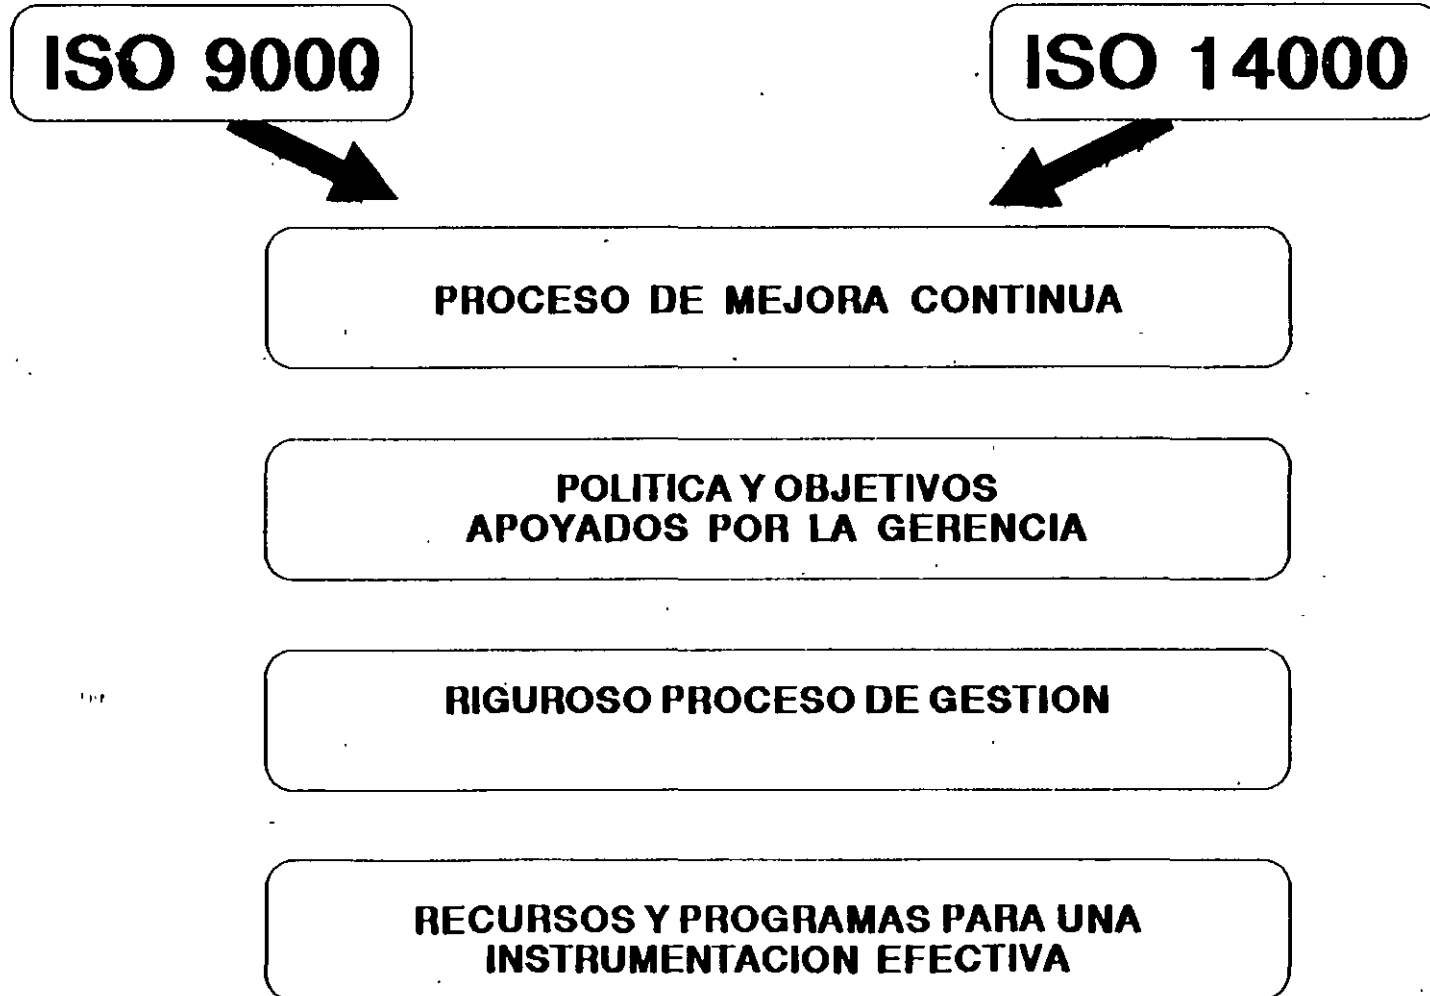 ISO 9000
ISO 14000
PROCESO DE MEJORA CONTINUA
POLITICA Y OBJETIVOS
APOYADOS POR LA GERENCIA
RIGUROSO PROCESO DE GESTION
RECURSOS Y PROGRAMAS PARA UNA
INSTRUMENTACION EFECTIVA